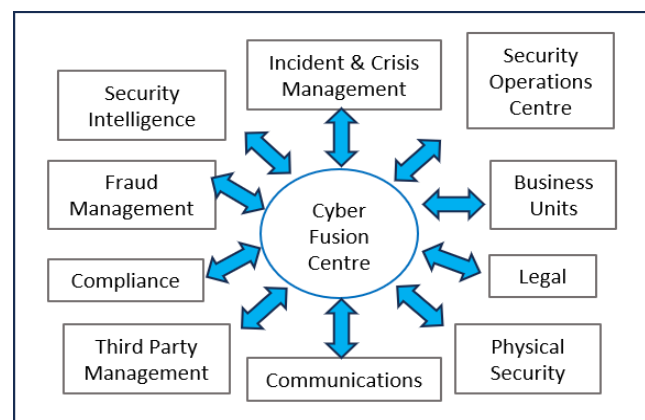 Incident & Crisis
Management
Security
Operations
Centre
Security
Intelligence
Fraud
Management
Cyber
Fusion
Centre
Business
Units
Compliance
Legal
Third Party
Management
Communications
Physical
Security